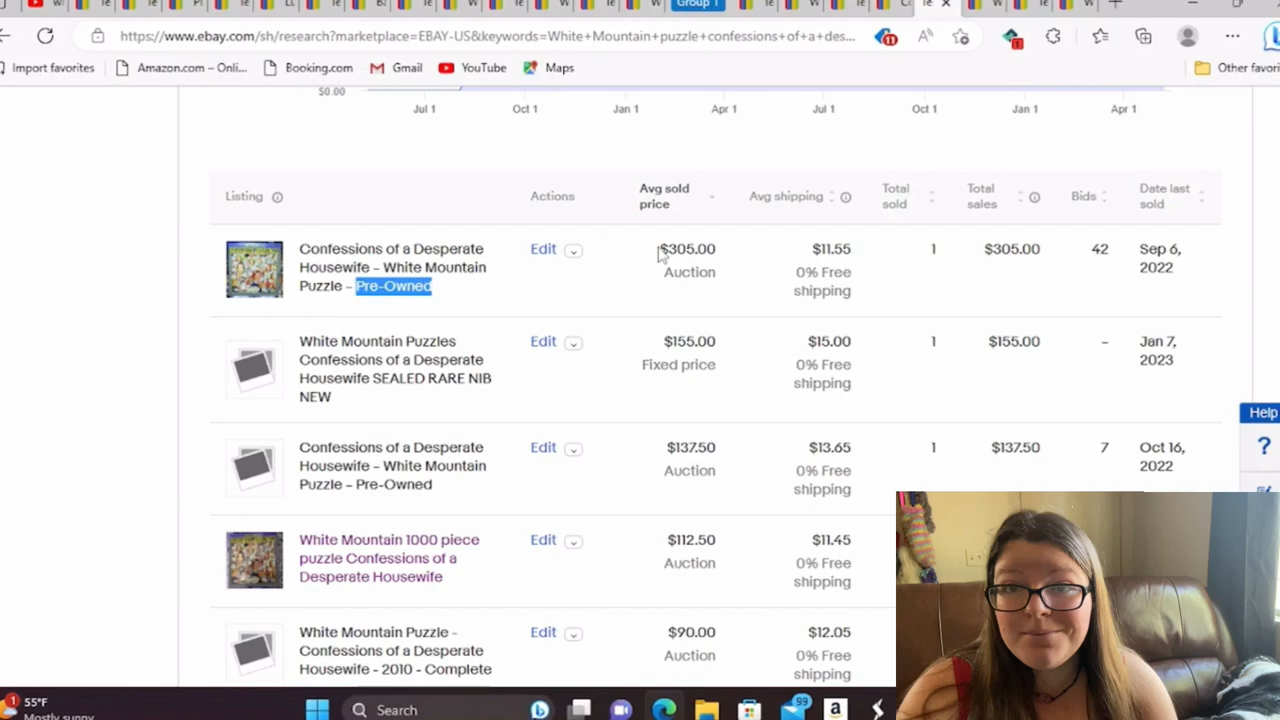 Group 1
https://www.ebay.com/sh/research?marketplace=EBAY-US&keywords=White+Mountain+puzzle+confessions+of+a+des...
11
1
Import favorites
Amazon.com – Onli...
Booking.com
Gmail
YouTube
Maps
Other favori
$0.00
Jul 1 Oct 1 Jan 1 Apr 1 Jul 1 Oct 1 Jan 1 Apr 1
Listing Actions Avg sold price Avg shipping Total sold Total sales Bids Date last sold
Confessions of a Desperate
Housewife – White Mountain
Puzzle – Pre-Owned
Edit
$305.00
Auction
$11.55
0% Free
shipping
1
$305.00
42
Sep 6,
2022
White Mountain Puzzles
Confessions of a Desperate
Housewife SEALED RARE NIB
NEW
Edit
$155.00
Fixed price
$15.00
0% Free
shipping
1
$155.00
–
Jan 7,
2023
Confessions of a Desperate
Housewife – White Mountain
Puzzle – Pre-Owned
Edit
$137.50
Auction
$13.65
0% Free
shipping
1
$137.50
7
Oct 16,
2022
White Mountain 1000 piece
puzzle Confessions of a
Desperate Housewife
Edit
$112.50
Auction
$11.45
0% Free
shipping
White Mountain Puzzle -
Confessions of a Desperate
Housewife - 2010 - Complete
Edit
$90.00
Auction
$12.05
0% Free
shipping
Help
?
1
55°F
Mostly sunny
Search
99